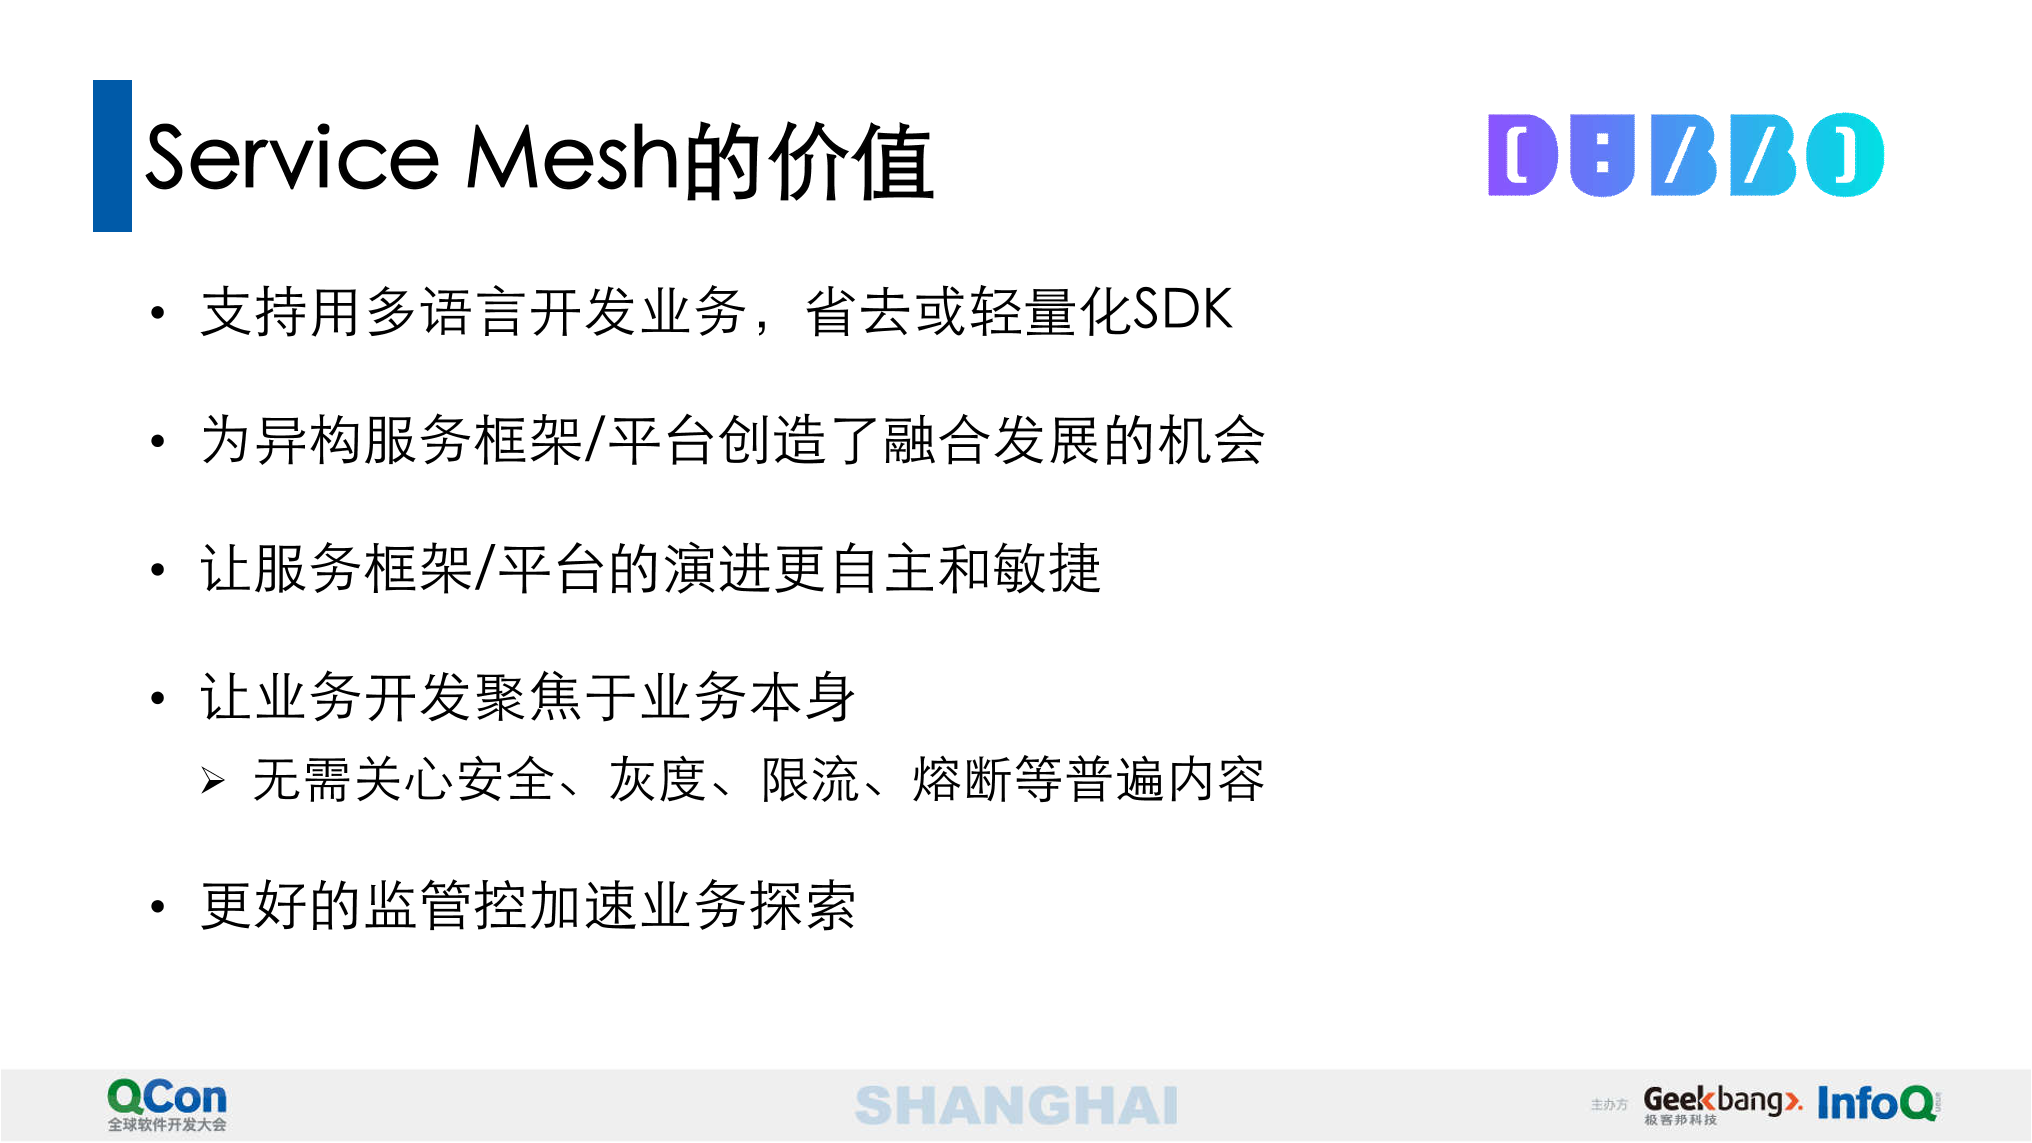 Service Mesh的价值
DUBBO
• 支持用多语言开发业务，省去或轻量化SDK
• 为异构服务框架/平台创造了融合发展的机会
• 让服务框架/平台的演进更自主和敏捷
• 让业务开发聚焦于业务本身
➢ 无需关心安全、灰度、限流、熔断等普遍内容
• 更好的监管控加速业务探索
QCon
全球软件开发大会
SHANGHAI
主办方
Geekbang>.
极客邦科技
InfoQ